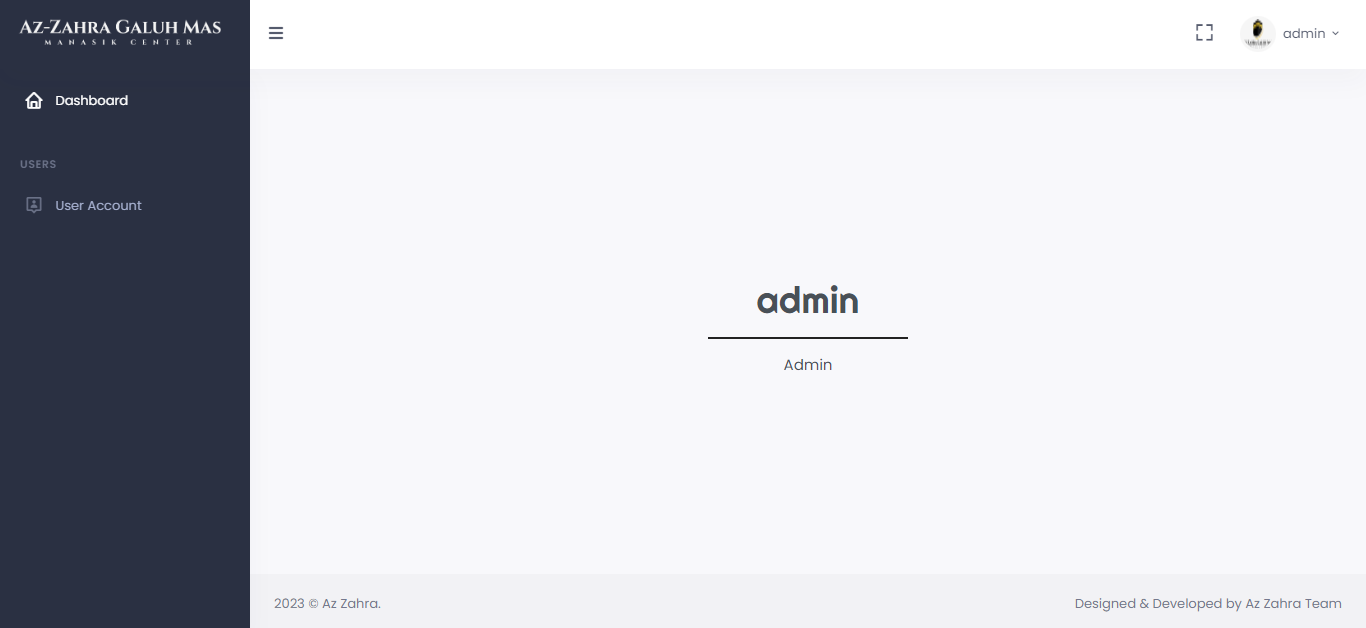 AZ-ZAHRA GALUH MAS
MANASIK CENTER
admin
Dashboard
USERS
User Account
admin
Admin
2023 © Az Zahra.
Designed & Developed by Az Zahra Team